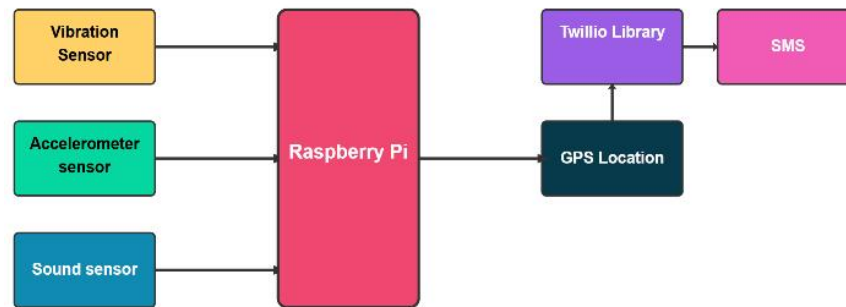 Vibration
Sensor
Accelerometer
sensor
Sound sensor
Raspberry Pi
Twillio Library
SMS
GPS Location